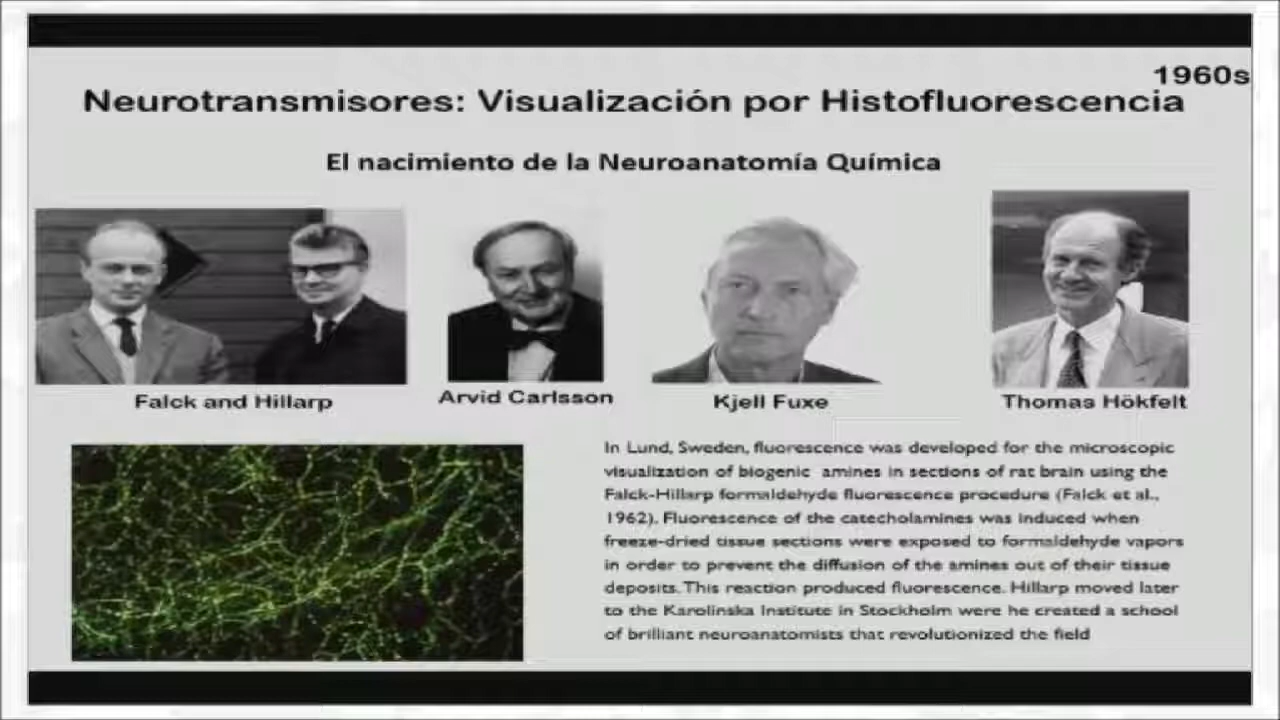 1960s
Neurotransmisores: Visualización por Histofluorescencia
El nacimiento de la Neuroanatomía Química
Falck and Hillarp
Arvid Carlsson
Kjell Fuxe
Thomas Hökfelt
In Lund, Sweden, fluorescence was developed for the microscopic
visualization of biogenic amines in sections of rat brain using the
Falck-Hillarp formaldehyde fluorescence procedure (Falck et al.,
1962). Fluorescence of the catecholamines was induced when
freeze-dried tissue sections were exposed to formaldehyde vapors
in order to prevent the diffusion of the amines out of their tissue
deposits. This reaction produced fluorescence. Hillarp moved later
to the Karolinska Institute in Stockholm were he created a school
of brilliant neuroanatomists that revolutionized the field